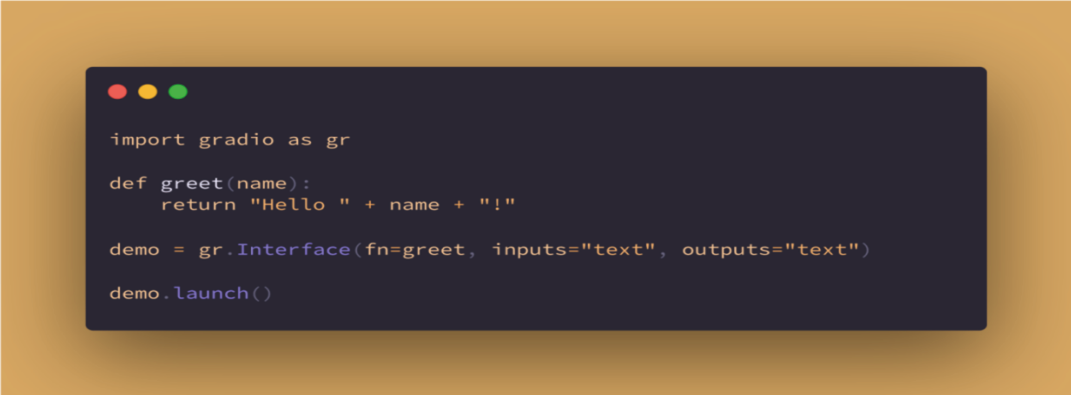 import gradio as gr
def greet(name):
    return "Hello " + name + "!"
demo = gr.Interface(fn=greet, inputs="text", outputs="text")
demo.launch()